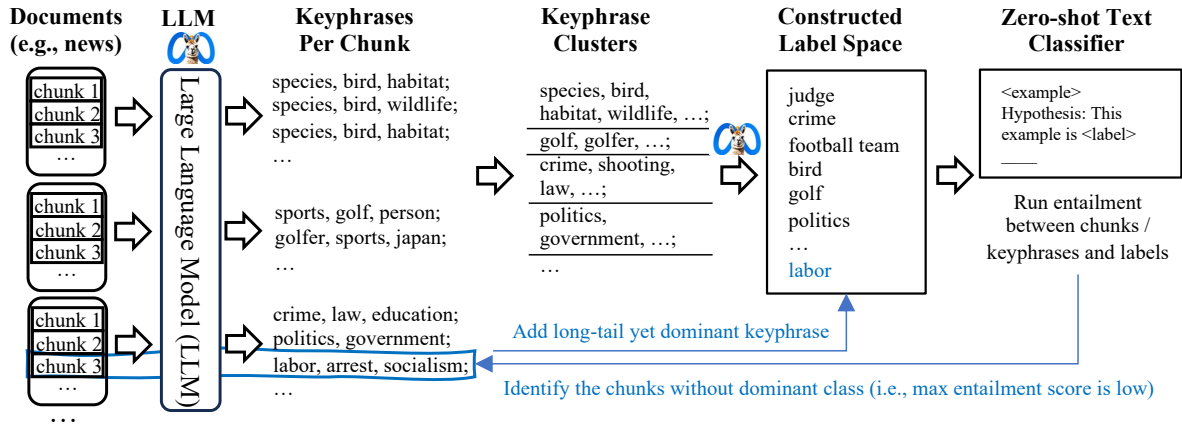 Documents
(e.g., news)
LLM
Keyphrases
Per Chunk
Keyphrase
Clusters
Constructed
Label Space
Zero-shot Text
Classifier
chunk 1
chunk 2
chunk 3
…
chunk 1
chunk 2
chunk 3
…
chunk 1
chunk 2
chunk 3
…
…
Large Language Model (LLM)
species, bird, habitat;
species, bird, wildlife;
species, bird, habitat;
…
sports, golf, person;
golfer, sports, japan;
…
crime, law, education;
politics, government;
labor, arrest, socialism;
…
species, bird,
habitat, wildlife, …;
golf, golfer, …;
crime, shooting,
law, …;
politics,
government, …;
…
judge
crime
football team
bird
golf
politics
…
labor
<example>
Hypothesis: This
example is <label>
___
Run entailment
between chunks /
keyphrases and labels
Add long-tail yet dominant keyphrase
Identify the chunks without dominant class (i.e., max entailment score is low)